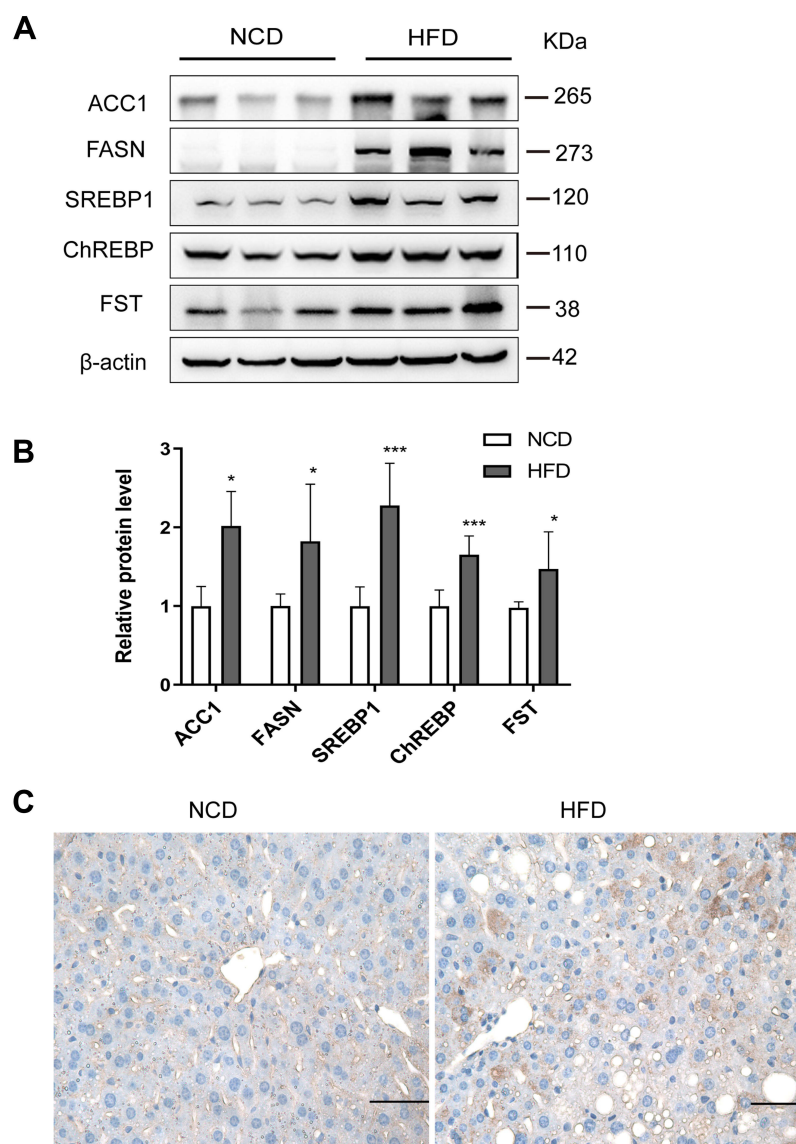 A
NCD HFD KDa
ACC1 265
FASN 273
SREBP1 120
ChREBP 110
FST 38
β-actin 42
B
Relative protein level
3
2
1
0
NCD
HFD
* * *** *** *
ACC1 FASN SREBP1 ChREBP FST
C
NCD HFD